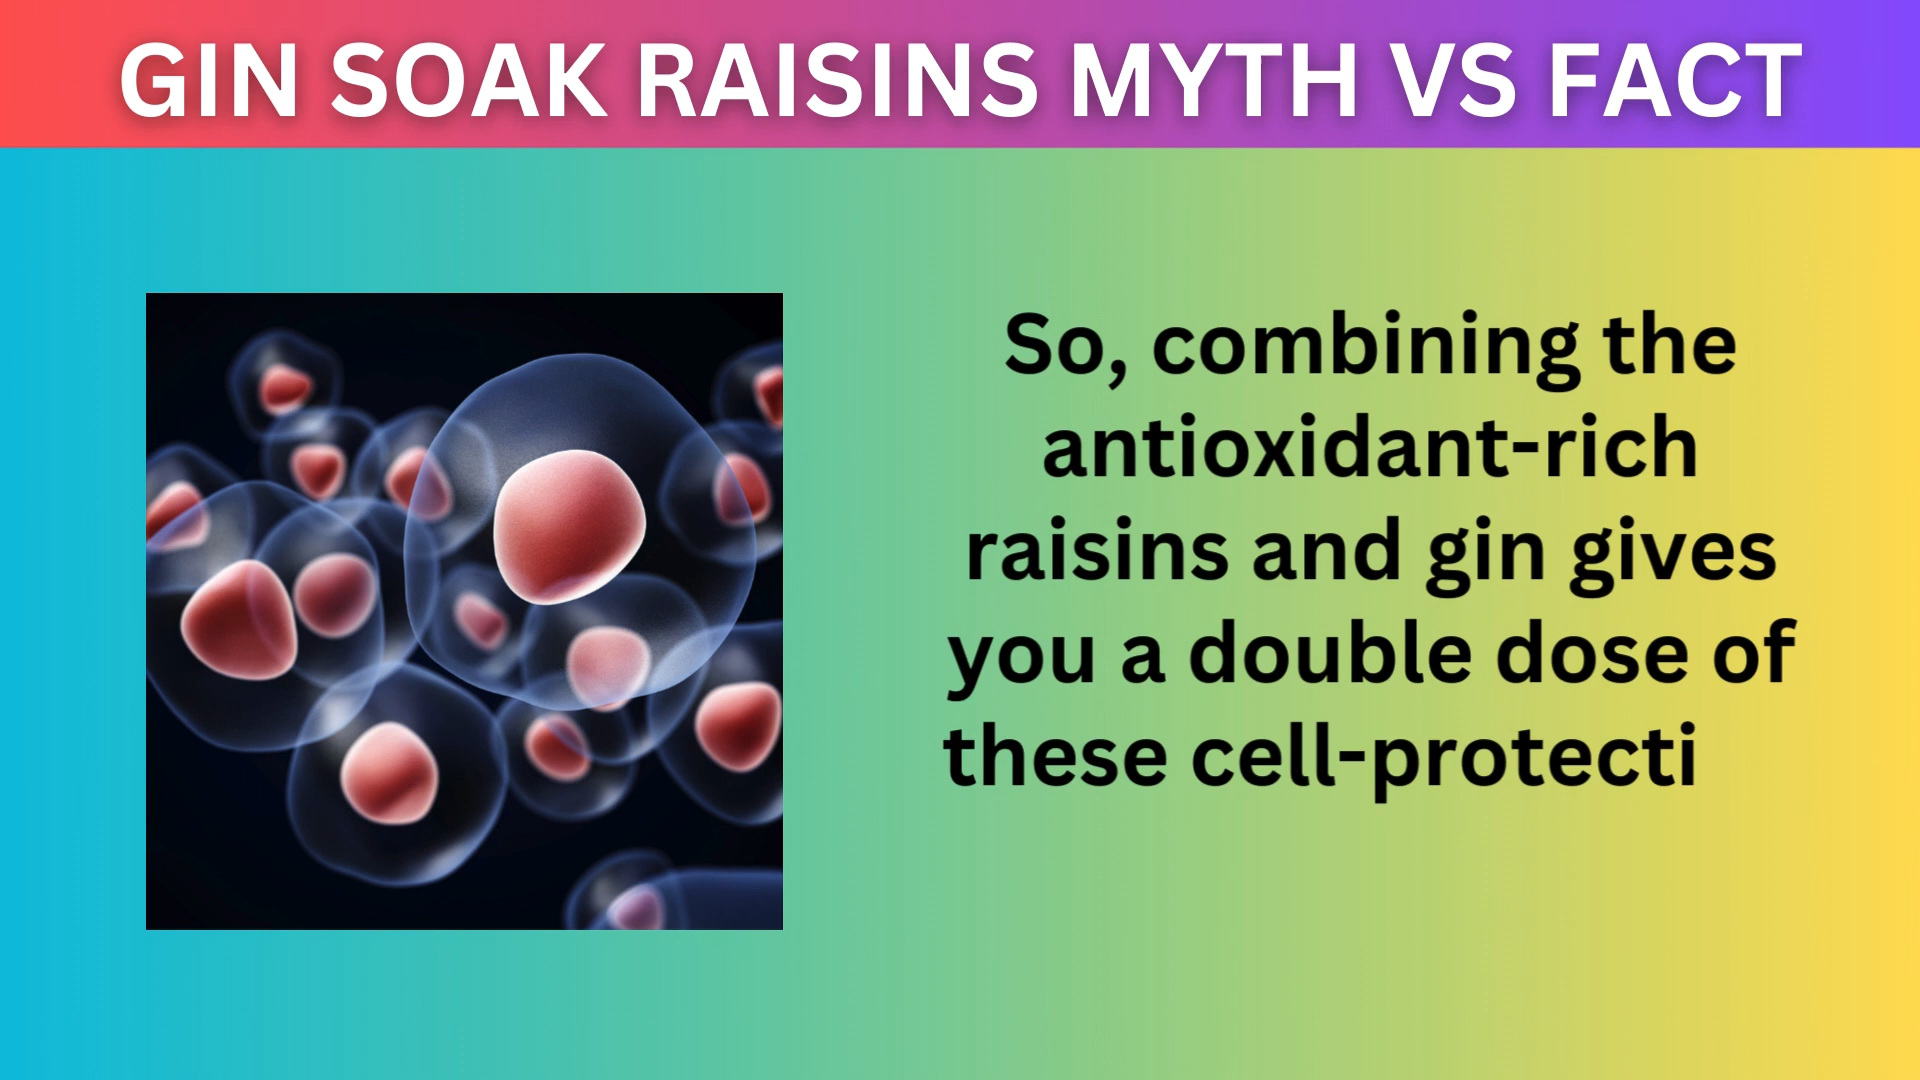 GIN SOAK RAISINS MYTH VS FACT
So, combining the
antioxidant-rich
raisins and gin gives
you a double dose of
these cell-protecti